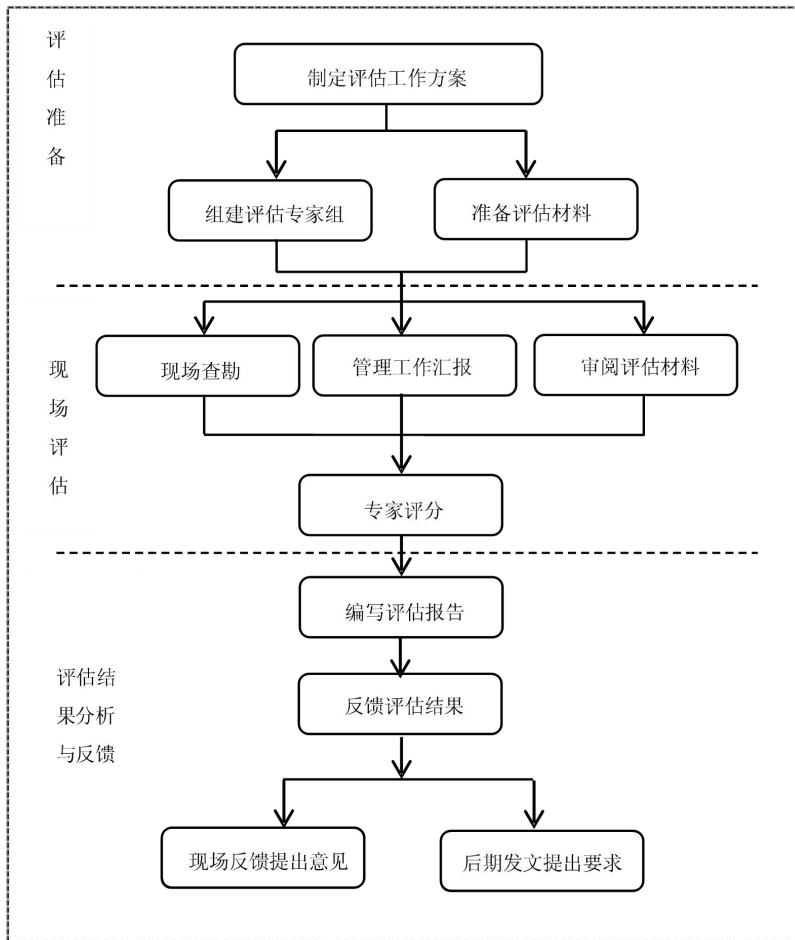 评
估
准
备
制定评估工作方案
组建评估专家组
准备评估材料
现
场
评
估
现场查勘
管理工作汇报
审阅评估材料
专家评分
评估结
果分析
与反馈
编写评估报告
反馈评估结果
现场反馈提出意见
后期发文提出要求